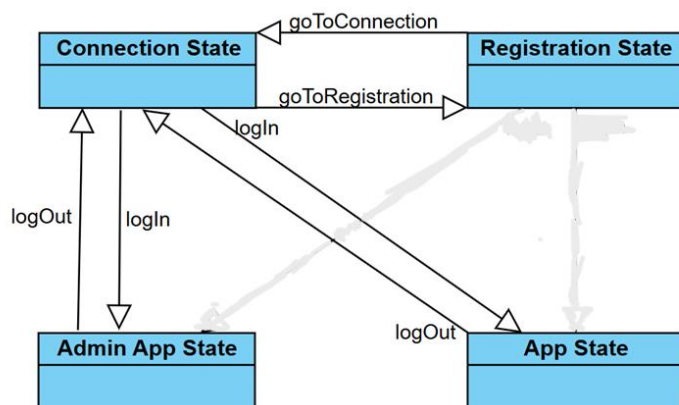 goToConnection
Connection State
Registration State
goToRegistration
logIn
logOut
logIn
logOut
Admin App State
App State